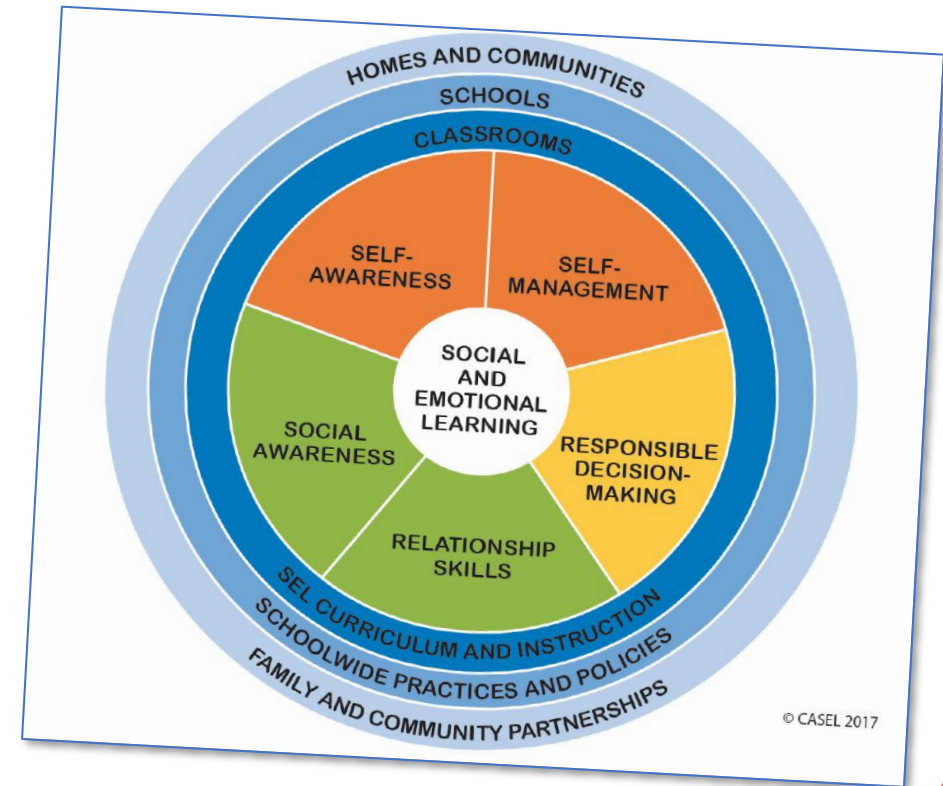 HOMES AND COMMUNITIES
SCHOOLS
CLASSROOMS
SELF-
AWARENESS
SELF-
MANAGEMENT
SOCIAL
AND
EMOTIONAL
LEARNING
SOCIAL
AWARENESS
RESPONSIBLE
DECISION-
MAKING
RELATIONSHIP
SKILLS
SEL CURRICULUM AND INSTRUCTION
SCHOOLWIDE PRACTICES AND POLICIES
FAMILY AND COMMUNITY PARTNERSHIPS
© CASEL 2017